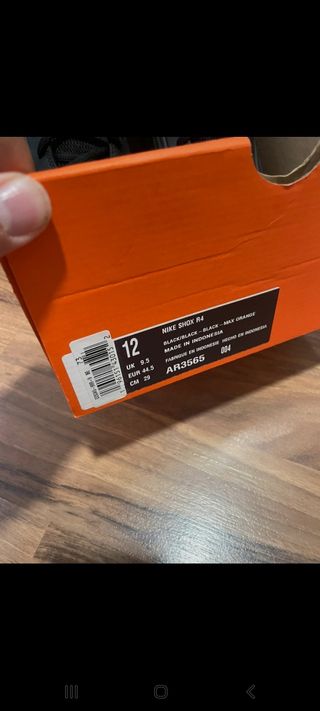 NIKE SHOX R4
12
BLACK/BLACK - BLACK - MAX ORANGE
MADE IN INDONESIA
FABRIQUE EN INDONESIE HECHO EN INDONESIA
UK 9.5
EUR 44.5
CM 29
AR3565 004